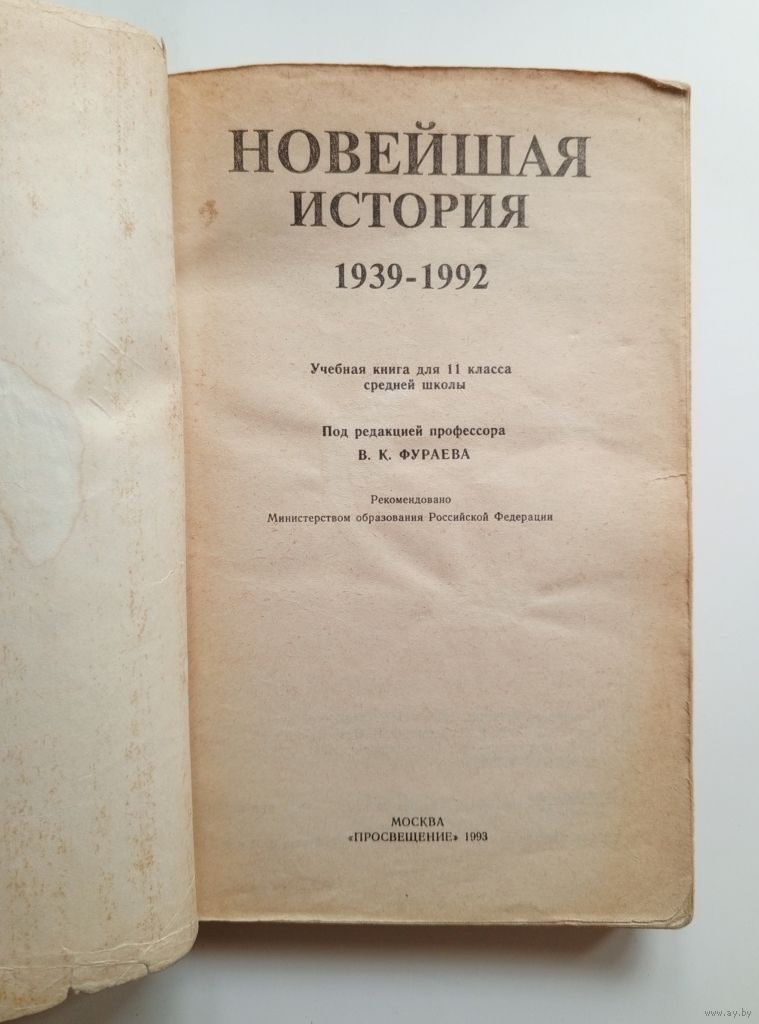 НОВЕЙШАЯ
ИСТОРИЯ
1939-1992
Учебная книга для 11 класса
средней школы
Под редакцией профессора
В. К. ФУРАЕВА
Рекомендовано
Министерством образования Российской Федерации
МОСКВА
«ПРОСВЕЩЕНИЕ» 1993
www.ay.by